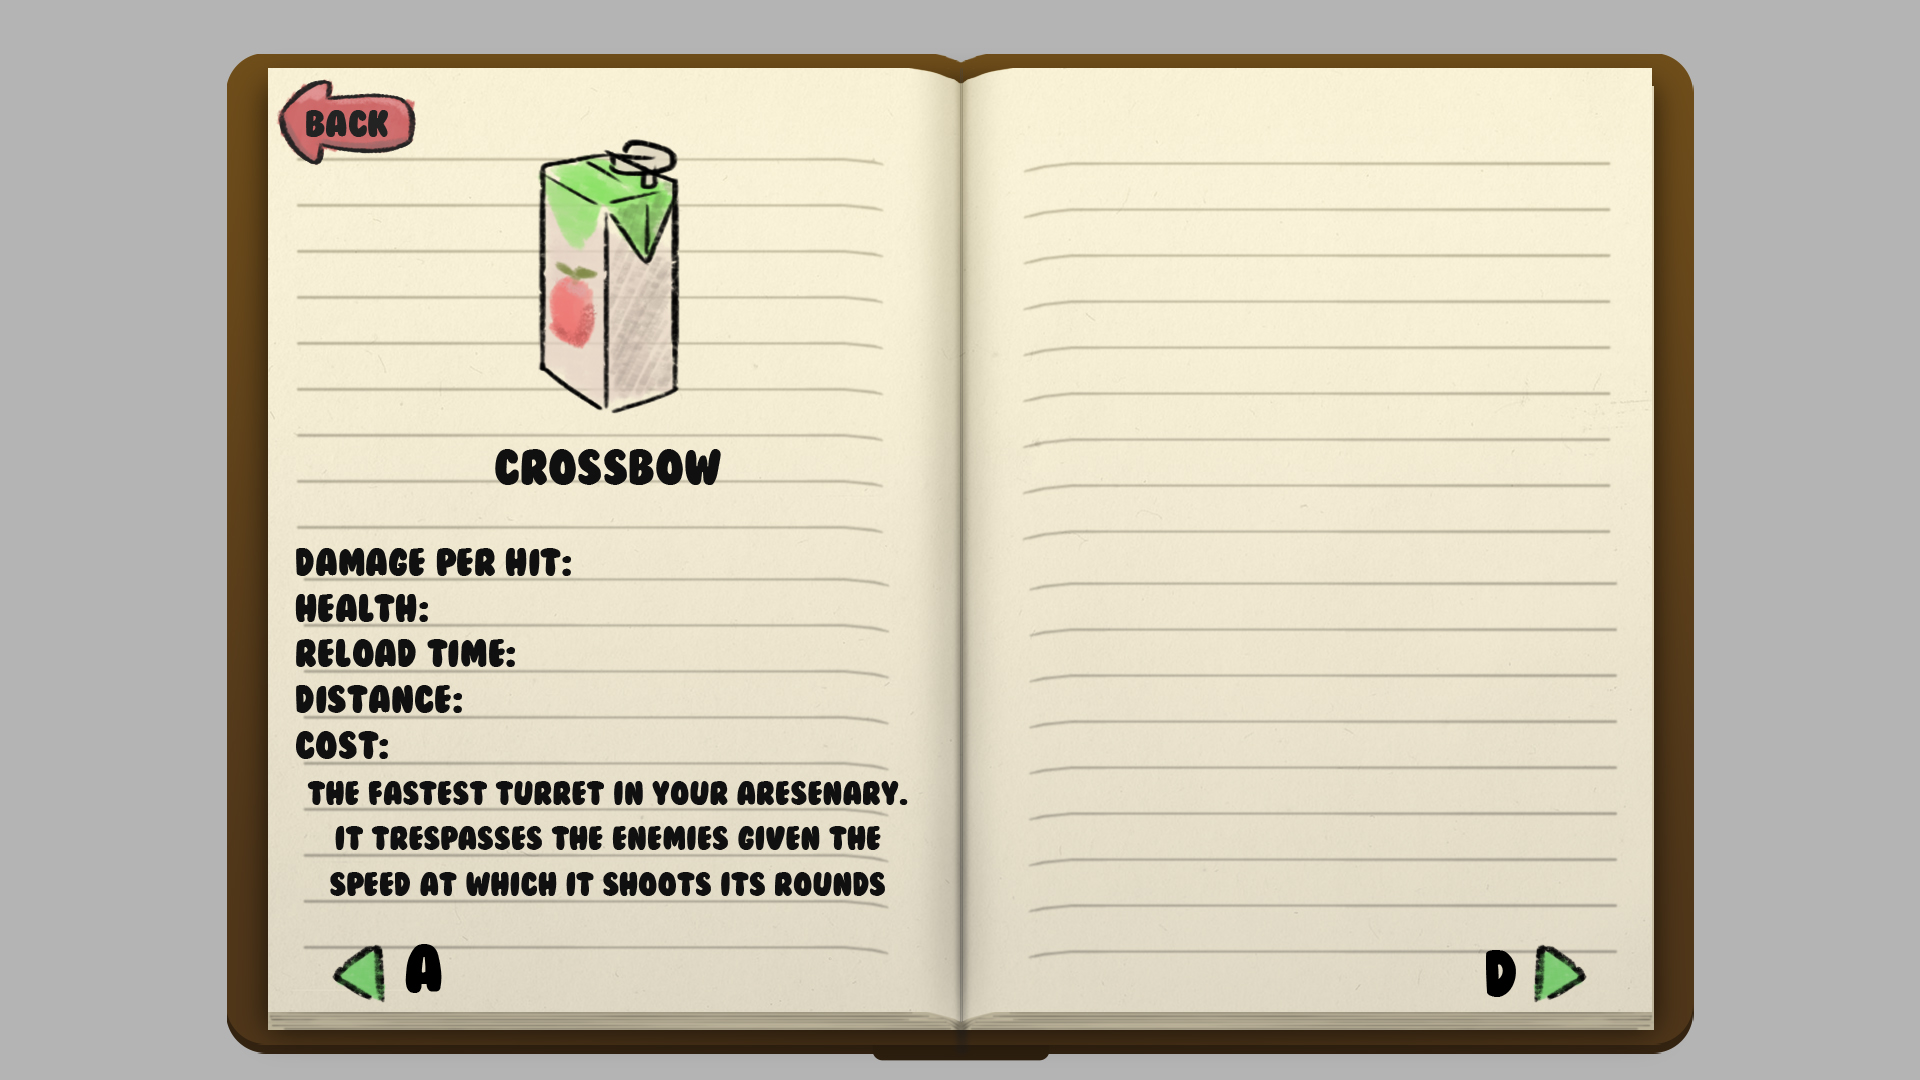 BACK
CROSSBOW
DAMAGE PER HIT:
HEALTH:
RELOAD TIME:
DISTANCE:
COST:
THE FASTEST TURRET IN YOUR ARESENARY.
IT TRESPASSES THE ENEMIES GIVEN THE
SPEED AT WHICH IT SHOOTS ITS ROUNDS
A
D